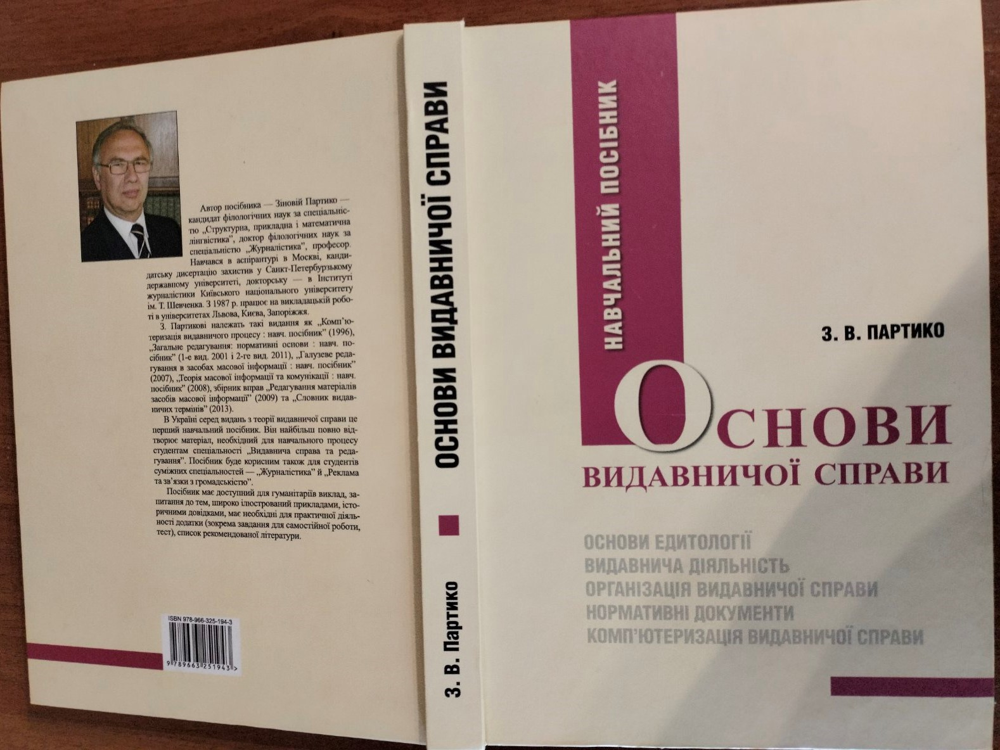 Автор посібника — Зіновій Партико —
кандидат філологічних наук за спеціальніс-
тю „Структурна, прикладна і математична
лінгвістика”, доктор філологічних наук за
спеціальністю „Журналістика”, професор.
Навчався в аспірантурі в Москві, канди-
датську дисертацію захистив у Санкт-Петербурзькому
державному університеті, докторську — в Інституті
журналістики Київського національного університету
ім. Т. Шевченка. З 1987 р. працює на викладацькій робо-
ті в університетах Львова, Києва, Запоріжжя.
З. Партикові належать такі видання як „Комп’ю-
теризація видавничого процесу : навч. посібник” (1996),
„Загальне редагування: нормативні основи : навч. по-
сібник” (1-е вид. 2001 і 2-ге вид. 2011), „Галузеве реда-
гування в засобах масової інформації : навч. посібник”
(2007), „Теорія масової інформації та комунікації : навч.
посібник” (2008), збірник вправ „Редагування матеріалів
засобів масової інформації” (2009) та „Словник видав-
ничих термінів” (2013).
В Україні серед видань з теорії видавничої справи це
перший навчальний посібник. Він найбільш повно від-
творює матеріал, необхідний для навчального процесу
студентам спеціальності „Видавнича справа та реда-
гування”. Посібник буде корисним також для студентів
суміжних спеціальностей — „Журналістика” й „Реклама
та зв’язки з громадськістю”.
Посібник має доступний для гуманітаріїв виклад, за-
питання до тем, широко ілюстрований прикладами, істо-
ричними довідками, має необхідні для практичної діяль-
ності додатки (зокрема завдання для самостійної роботи,
тест), список рекомендованої літератури.
ISBN 978-966-325-194-3
9 789663 251943 >
З. В. Партико
ОСНОВИ ВИДАВНИЧОЇ СПРАВИ
НАВЧАЛЬНИЙ ПОСІБНИК
З. В. ПАРТИКО
ОСНОВИ
ВИДАВНИЧОЇ СПРАВИ
ОСНОВИ ЕДИТОЛОГІЇ
ВИДАВНИЧА ДІЯЛЬНІСТЬ
ОРГАНІЗАЦІЯ ВИДАВНИЧОЇ СПРАВИ
НОРМАТИВНІ ДОКУМЕНТИ
КОМП’ЮТЕРИЗАЦІЯ ВИДАВНИЧОЇ СПРАВИ